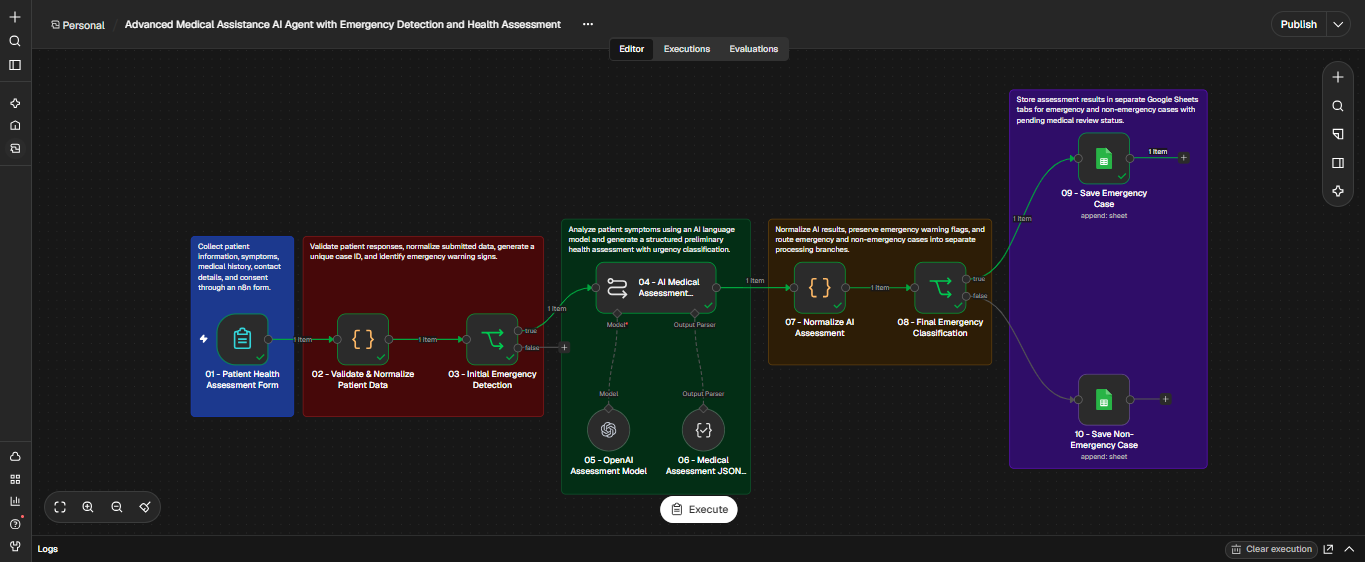 Personal / Advanced Medical Assistance AI Agent with Emergency Detection and Health Assessment ...
Publish
Editor Executions Evaluations
Store assessment results in separate Google Sheets
tabs for emergency and non-emergency cases with
pending medical review status.
1 Item
09 - Save Emergency
Case
append: sheet
1 Item
Collect patient
information, symptoms,
medical history, contact
details, and consent
through an n8n form.
1 Item
01 - Patient Health
Assessment Form
Validate patient responses, normalize submitted data, generate a
unique case ID, and identify emergency warning signs.
1 Item
true
false
02 - Validate & Normalize
Patient Data
03 - Initial Emergency
Detection
1 Item
Analyze patient symptoms using an AI language
model and generate a structured preliminary
health assessment with urgency classification.
04 - AI Medical
Assessment...
Model*
Output Parser
1 Item
Model
Output Parser
05 - OpenAI
Assessment Model
06 - Medical
Assessment JSON...
Normalize AI results, preserve emergency warning flags, and
route emergency and non-emergency cases into separate
processing branches.
1 Item
true
false
07 - Normalize AI
Assessment
08 - Final Emergency
Classification
10 - Save Non-
Emergency Case
append: sheet
Execute
Logs
Clear execution